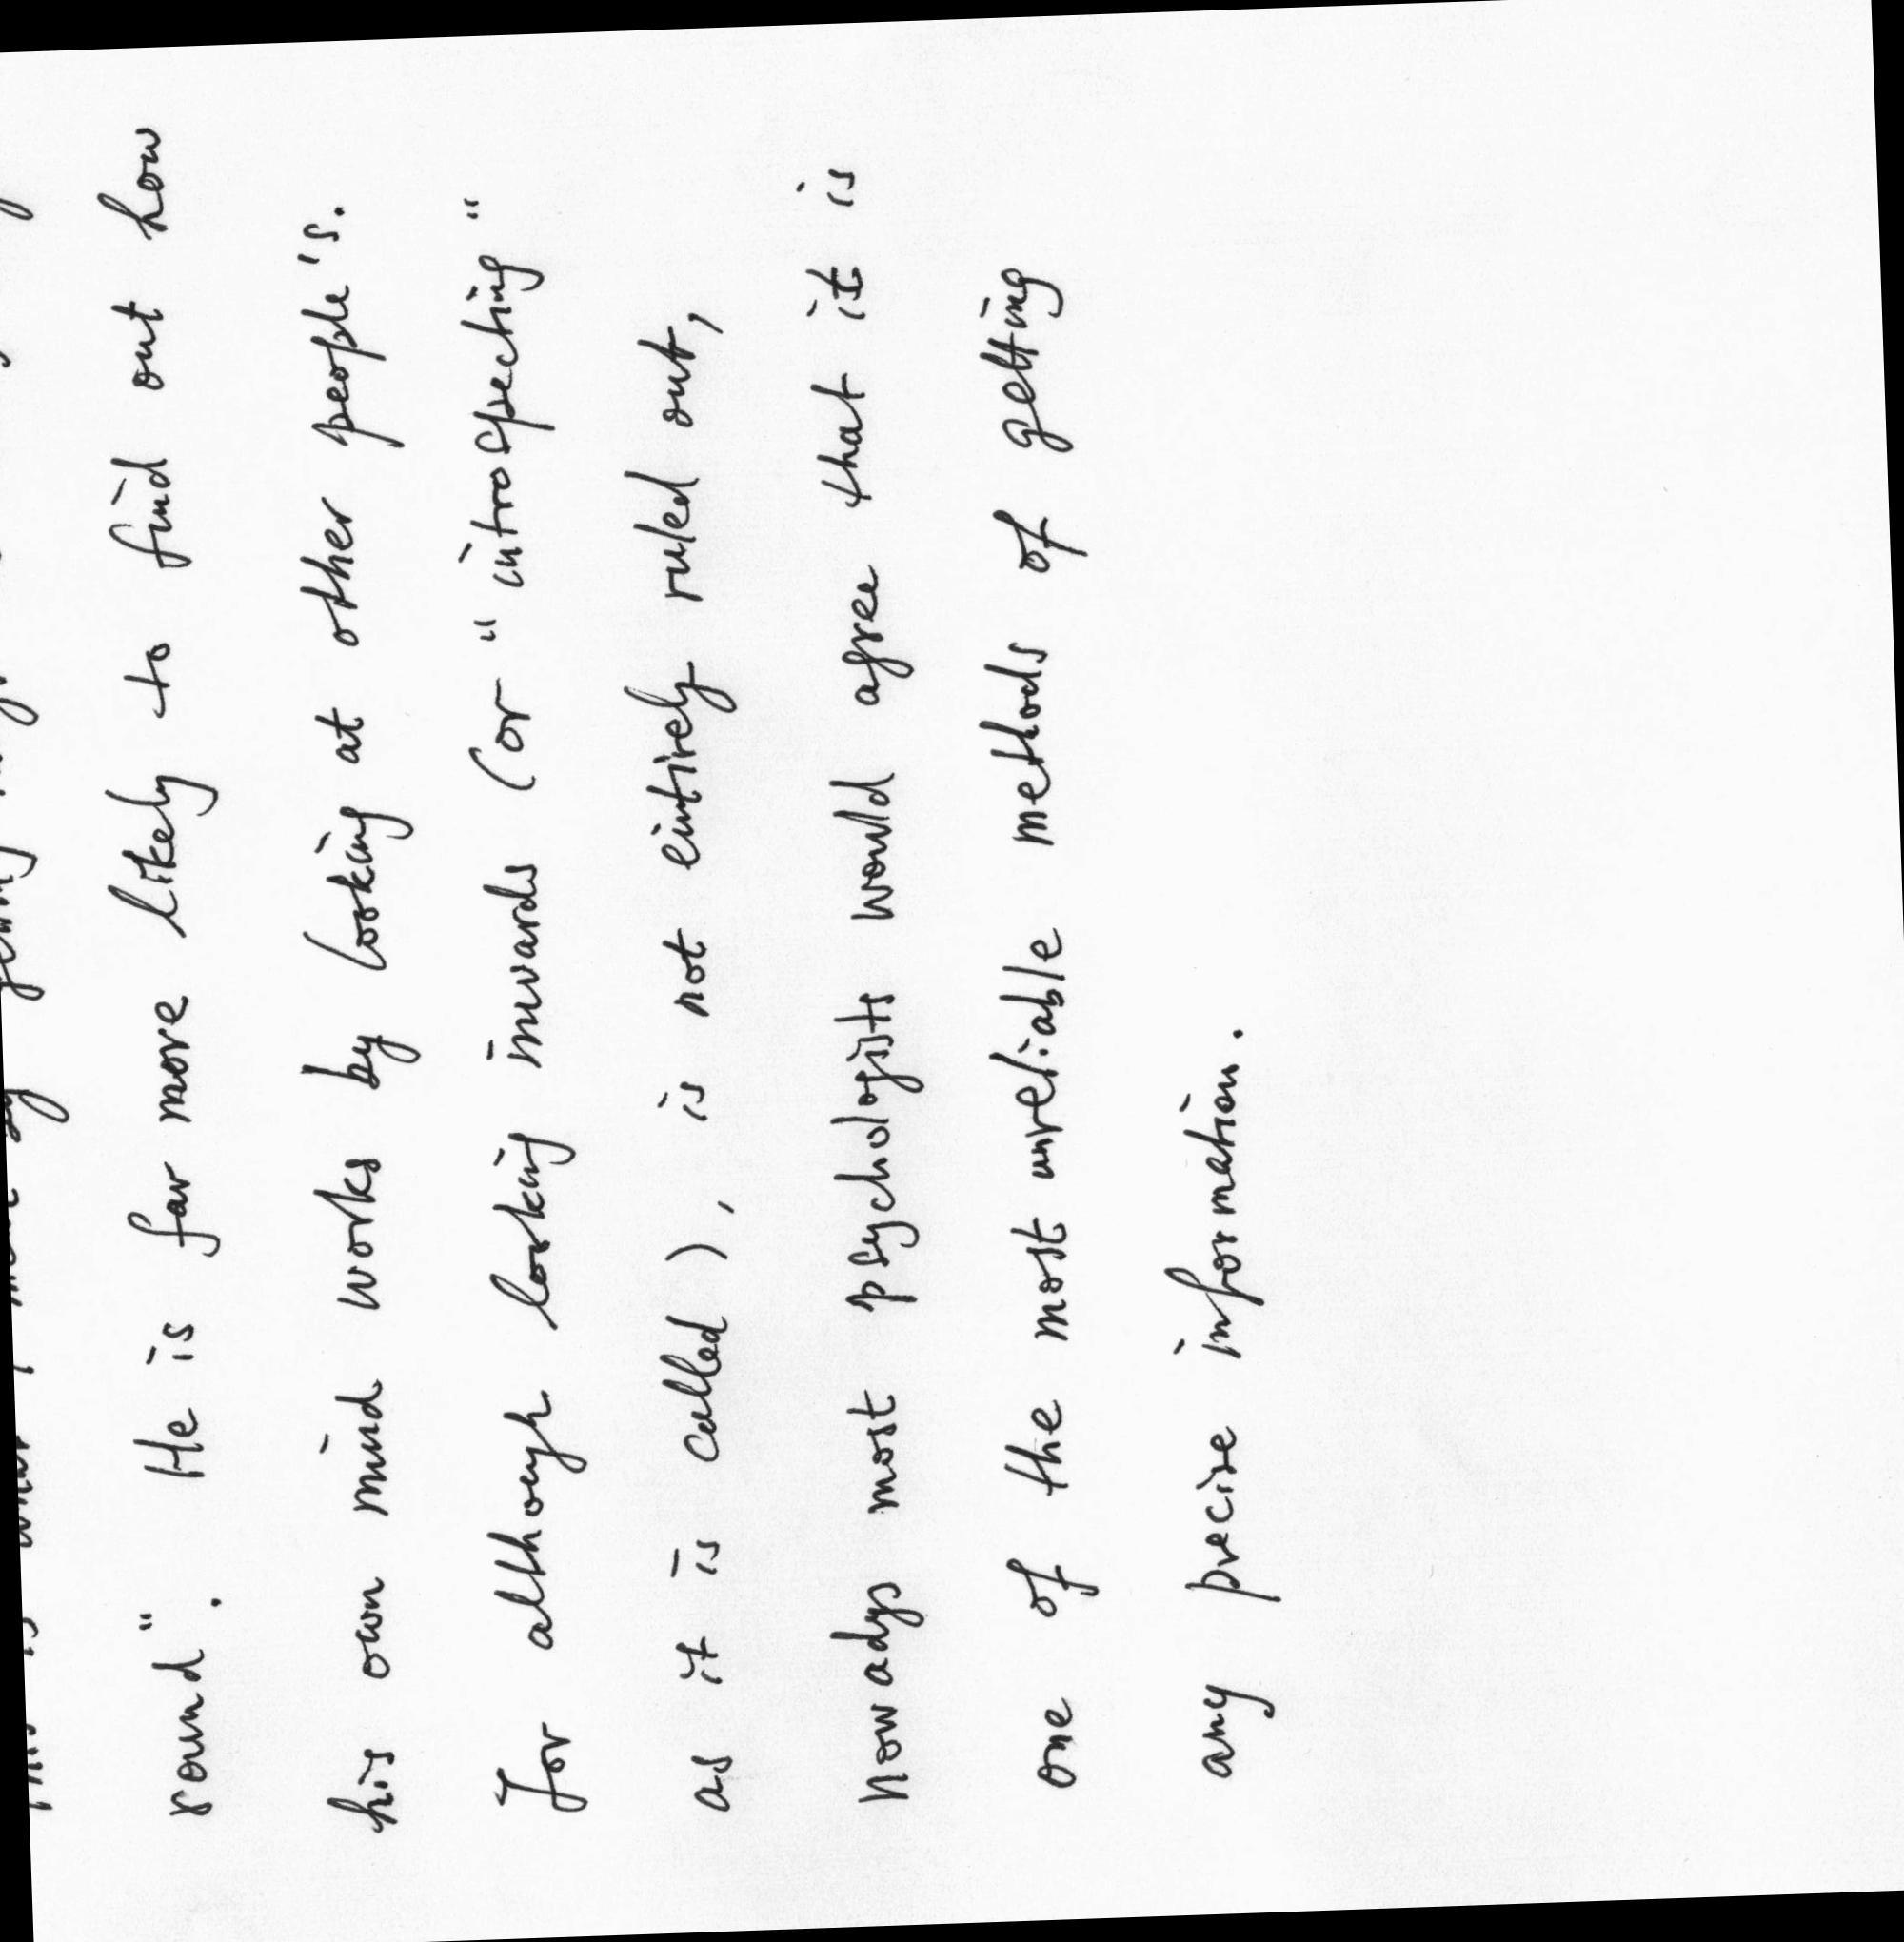 round". He is far more likely to find out how
his own mind works by looking at other people's.
For although looking inwards (or "introspecting"
as it is called), is not entirely ruled out,
nowadys most psychologists would agree that it is
one of the most unreliable methods of getting
any precise information.